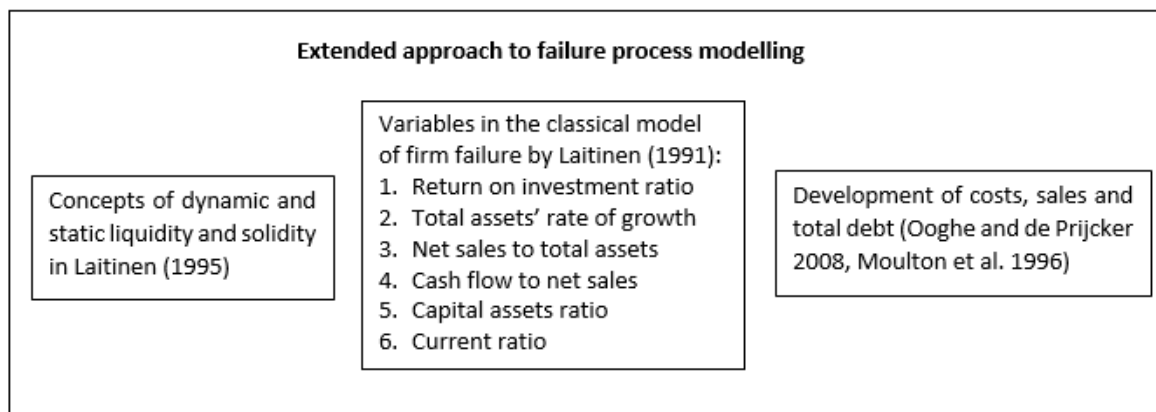 Extended approach to failure process modelling
Concepts of dynamic and
static liquidity and solidity
in Laitinen (1995)
Variables in the classical model
of firm failure by Laitinen (1991):
1. Return on investment ratio
2. Total assets' rate of growth
3. Net sales to total assets
4. Cash flow to net sales
5. Capital assets ratio
6. Current ratio
Development of costs, sales and
total debt (Ooghe and de Prijcker
2008, Moulton et al. 1996)